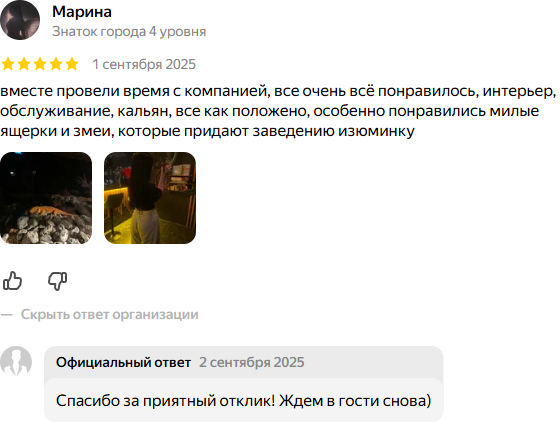 Марина
Знаток города 4 уровня
1 сентября 2025
вместе провели время с компанией, все очень всё понравилось, интерьер,
обслуживание, кальян, все как положено, особенно понравились милые
ящерки и змеи, которые придают заведению изюминку
— Скрыть ответ организации
Официальный ответ 2 сентября 2025
Спасибо за приятный отклик! Ждем в гости снова)